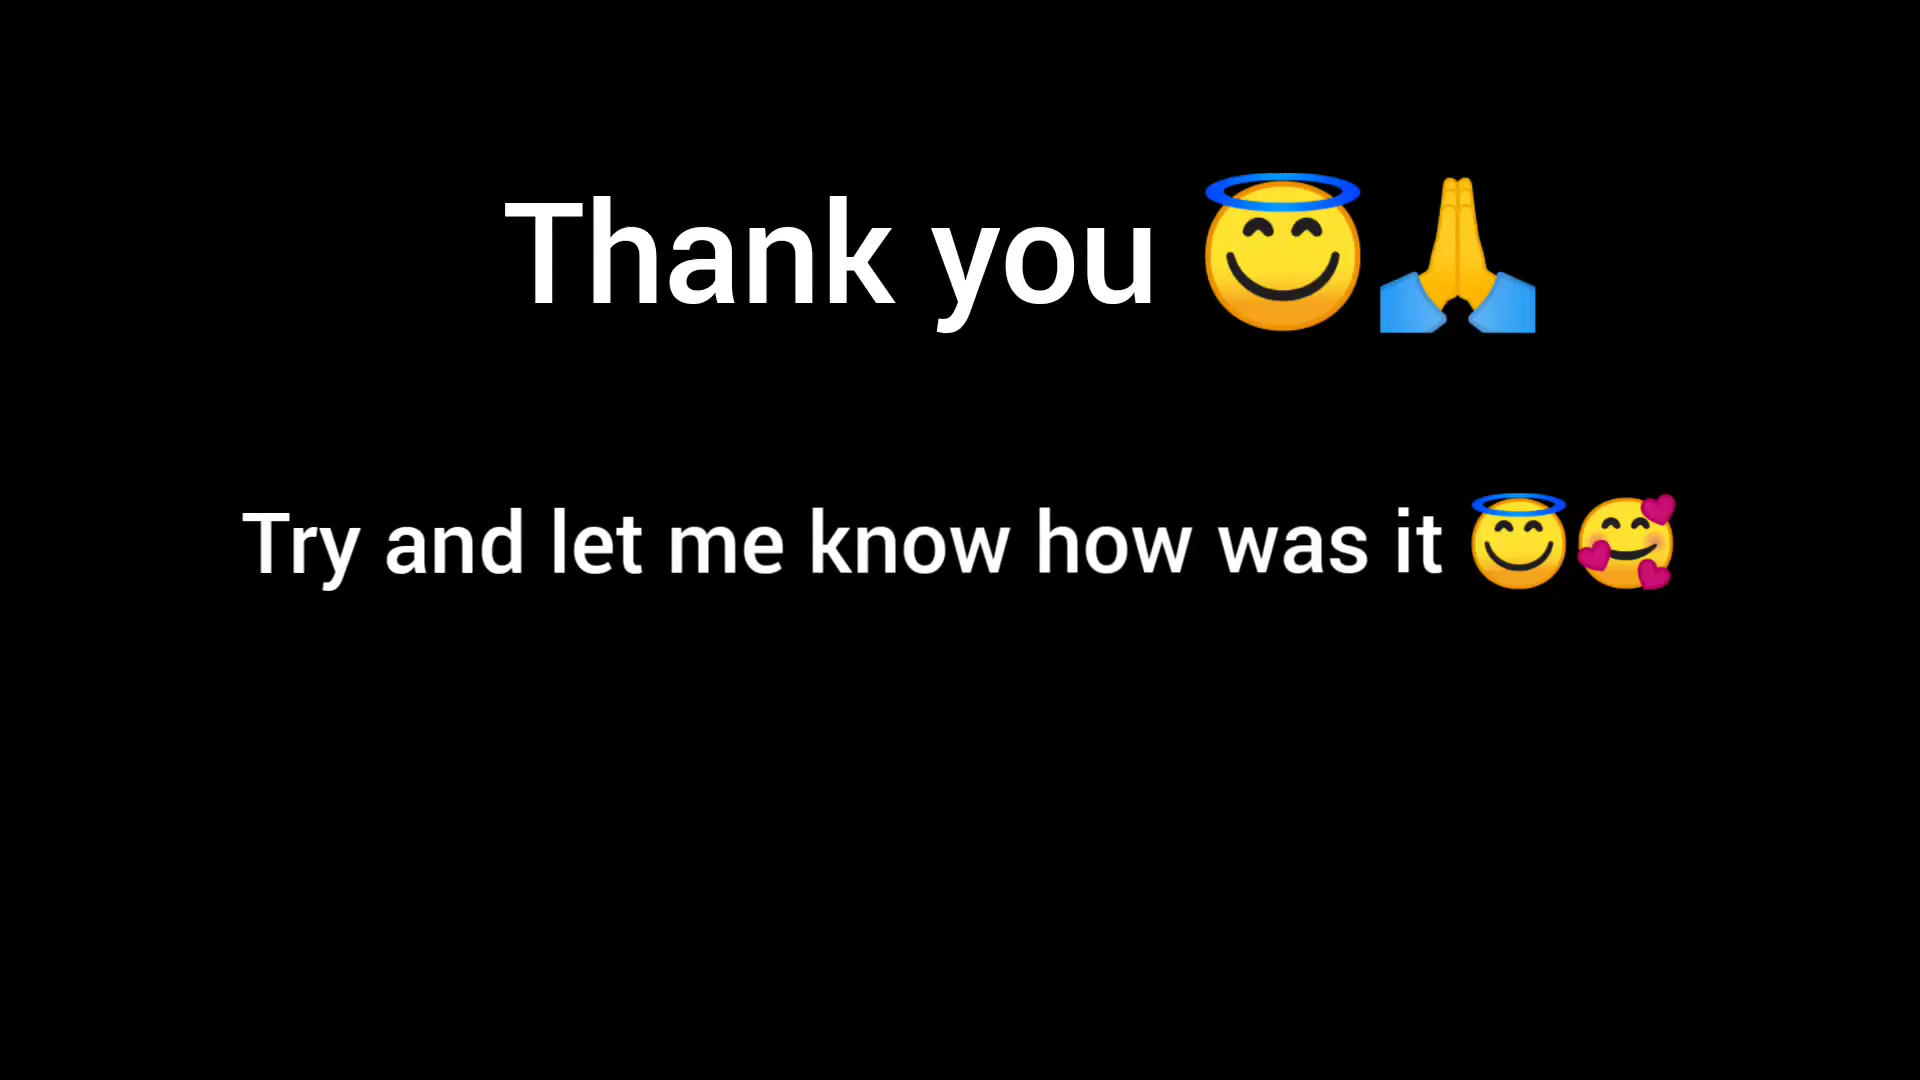 Thank you 😇🙏
Try and let me know how was it 😇🥰